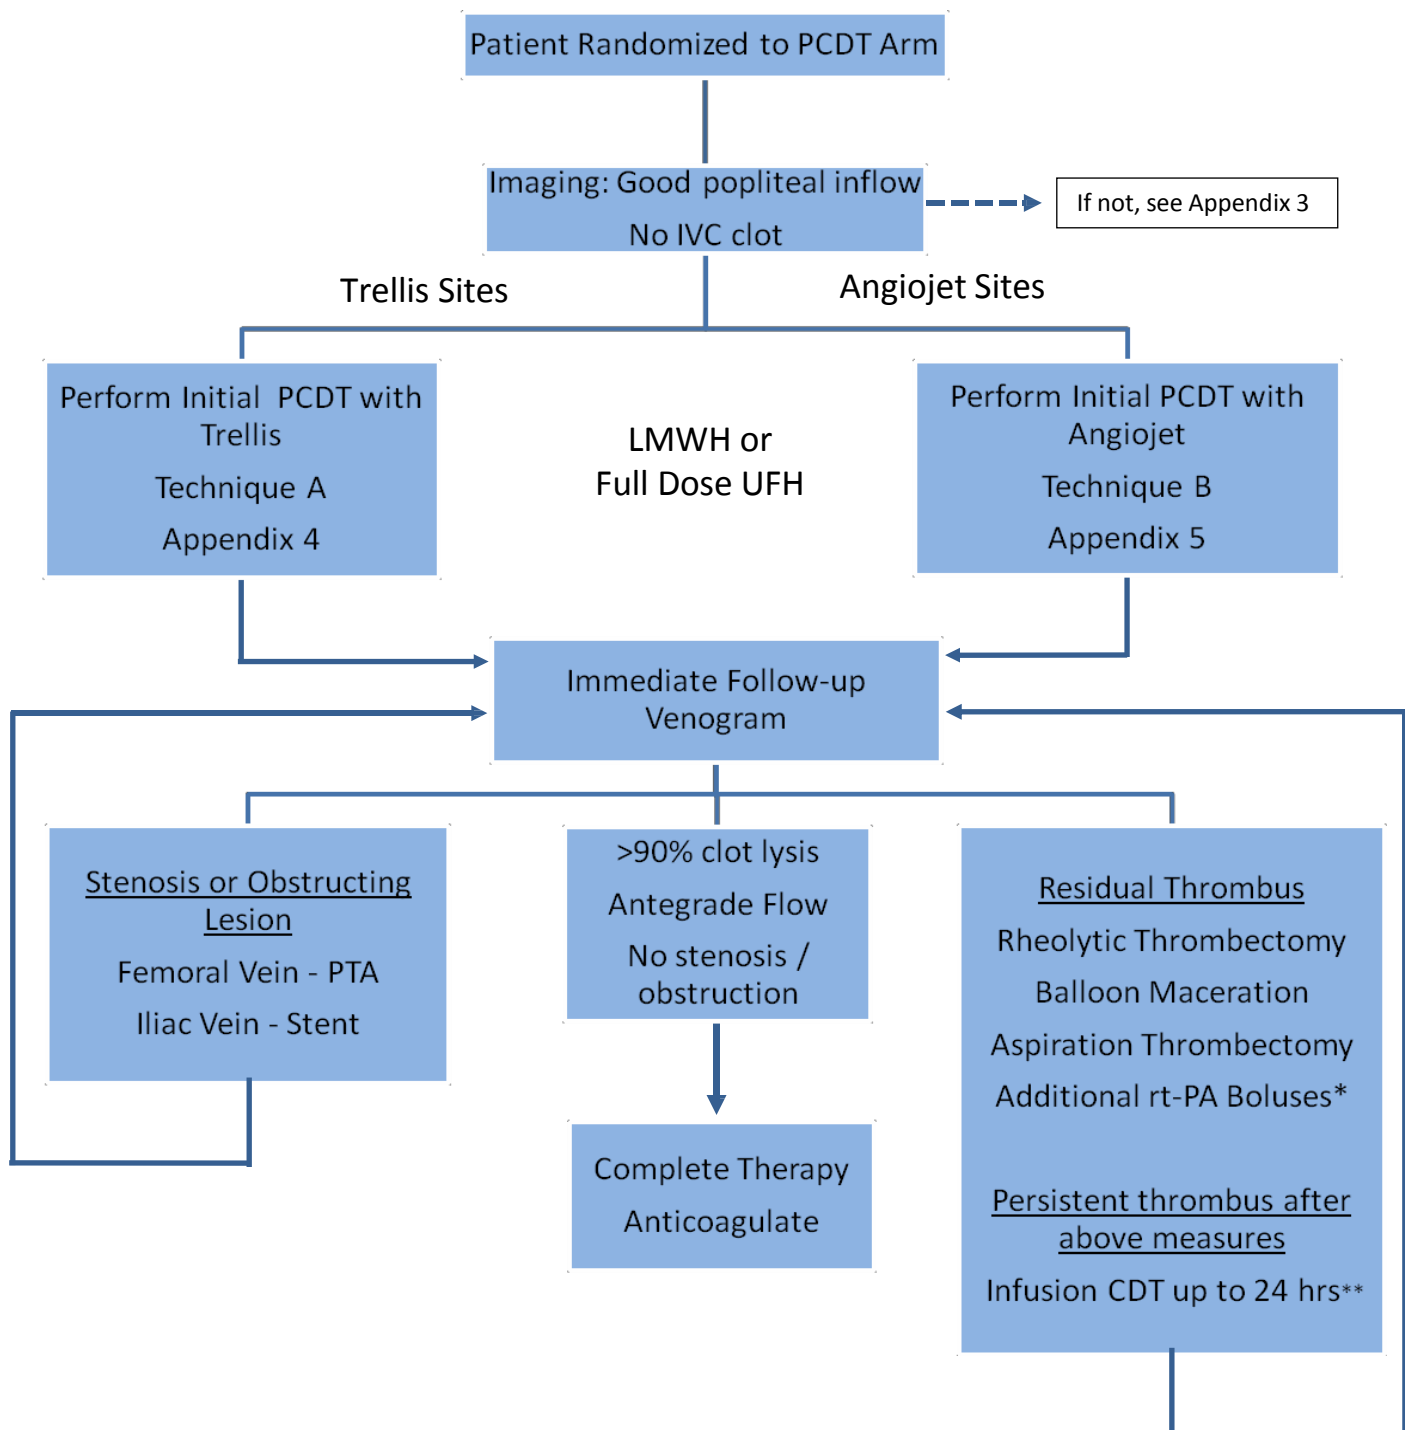 Patient Randomized to PCDT Arm
Imaging: Good popliteal inflow
No IVC clot
If not, see Appendix 3
Trellis Sites
Angiojet Sites
Perform Initial PCDT with
Trellis
Technique A
Appendix 4
LMWH or
Full Dose UFH
Perform Initial PCDT with
Angiojet
Technique B
Appendix 5
Immediate Follow-up
Venogram
Stenosis or Obstructing
Lesion
Femoral Vein - PTA
Iliac Vein - Stent
>90% clot lysis
Antegrade Flow
No stenosis /
obstruction
Complete Therapy
Anticoagulate
Residual Thrombus
Rheolytic Thrombectomy
Balloon Maceration
Aspiration Thrombectomy
Additional rt-PA Boluses*
Persistent thrombus after
above measures
Infusion CDT up to 24 hrs**